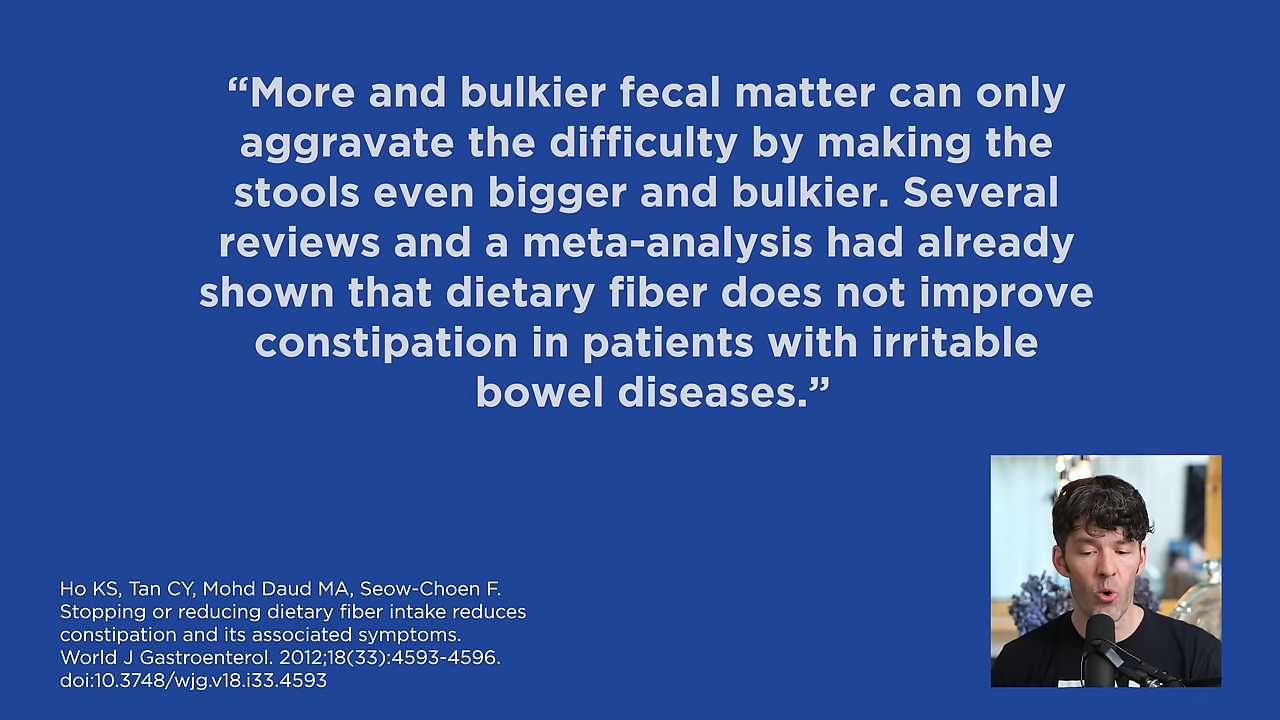 “More and bulkier fecal matter can only
aggravate the difficulty by making the
stools even bigger and bulkier. Several
reviews and a meta-analysis had already
shown that dietary fiber does not improve
constipation in patients with irritable
bowel diseases.”
Ho KS, Tan CY, Mohd Daud MA, Seow-Choen F.
Stopping or reducing dietary fiber intake reduces
constipation and its associated symptoms.
World J Gastroenterol. 2012;18(33):4593-4596.
doi:10.3748/wjg.v18.i33.4593